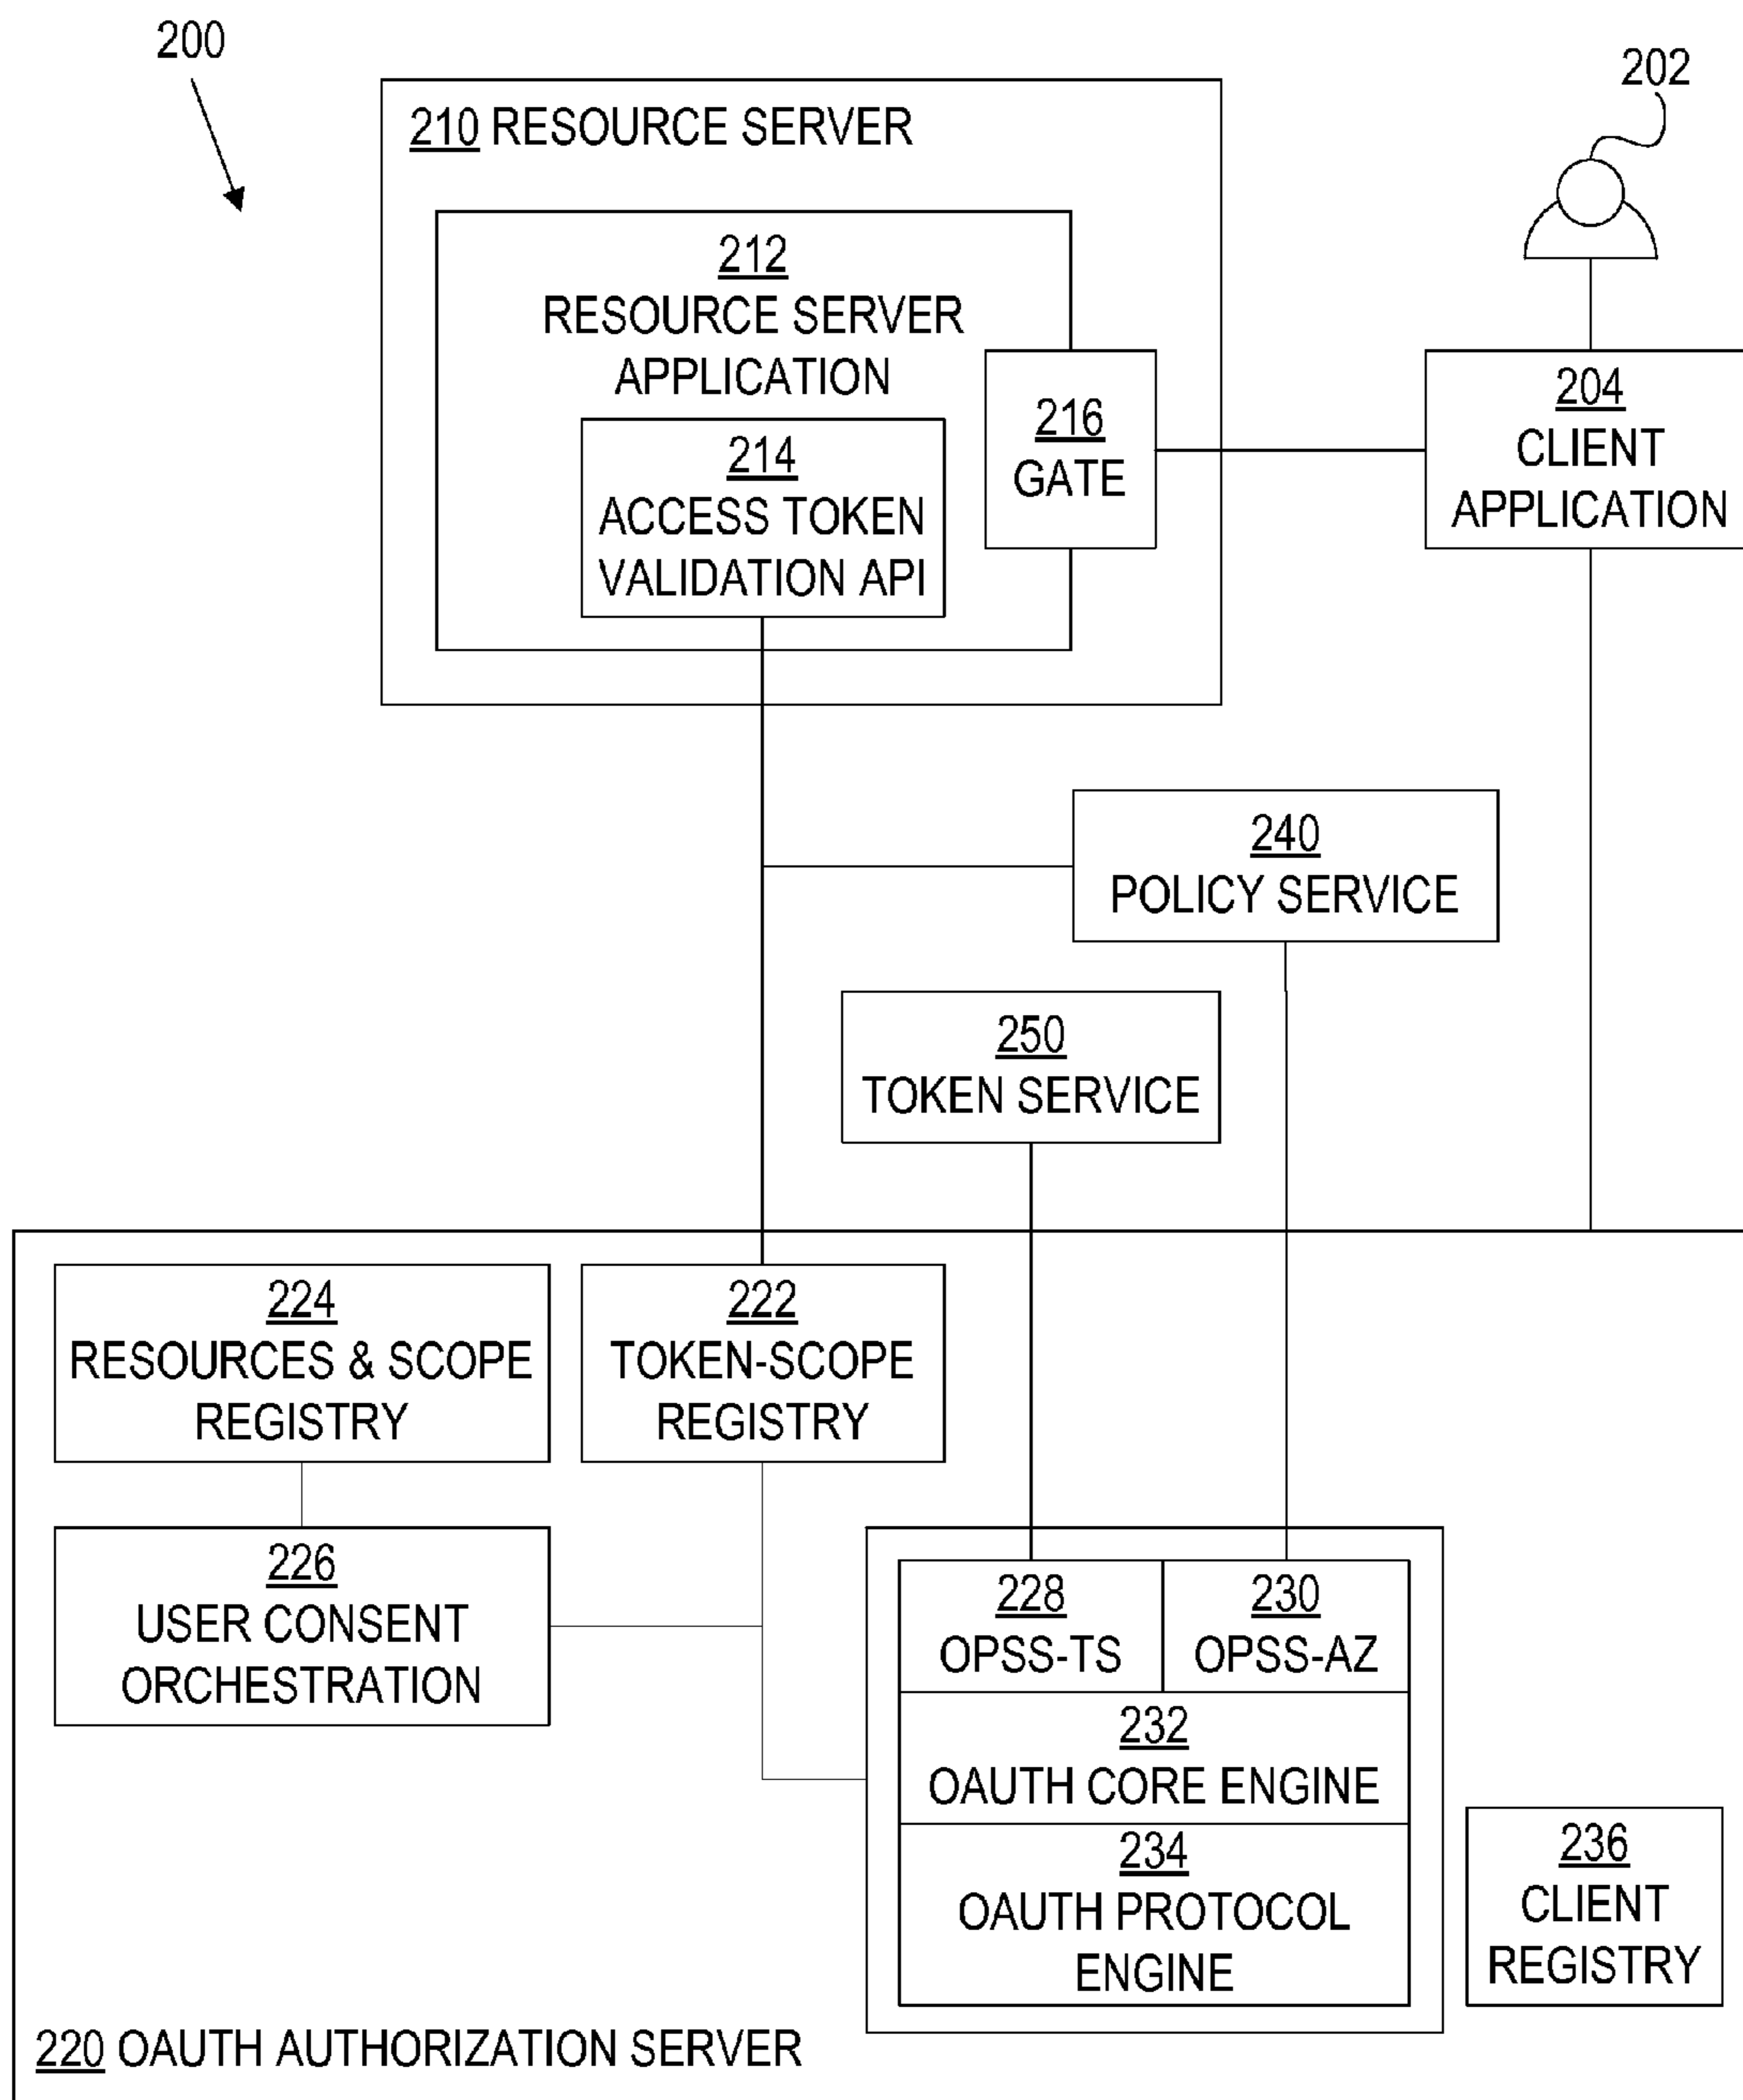 200
202
210 RESOURCE SERVER
212
RESOURCE SERVER
APPLICATION
214
ACCESS TOKEN
VALIDATION API
216
GATE
204
CLIENT
APPLICATION
240
POLICY SERVICE
250
TOKEN SERVICE
224
RESOURCES & SCOPE
REGISTRY
222
TOKEN-SCOPE
REGISTRY
226
USER CONSENT
ORCHESTRATION
228
OPSS-TS
230
OPSS-AZ
232
OAUTH CORE ENGINE
234
OAUTH PROTOCOL
ENGINE
236
CLIENT
REGISTRY
220 OAUTH AUTHORIZATION SERVER